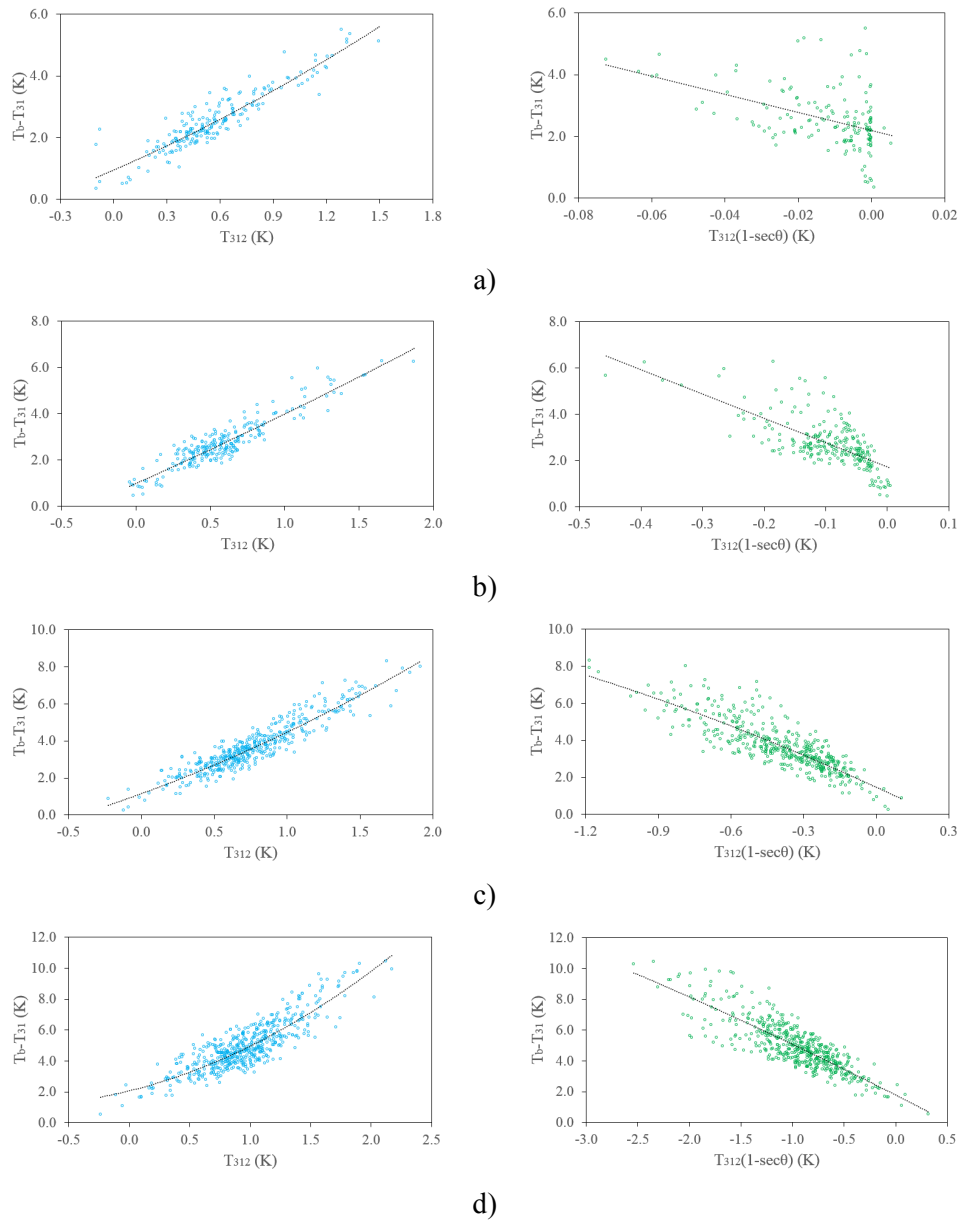 6.0
4.0
2.0
0.0
-0.3 0.0 0.3 0.6 0.9 1.2 1.5 1.8
Tb-T31 (K)
T312 (K)
6.0
4.0
2.0
0.0
-0.08 -0.06 -0.04 -0.02 0.00 0.02
Tb-T31 (K)
T312(1-secθ) (K)
a)
8.0
6.0
4.0
2.0
0.0
-0.5 0.0 0.5 1.0 1.5 2.0
Tb-T31 (K)
T312 (K)
8.0
6.0
4.0
2.0
0.0
-0.5 -0.4 -0.3 -0.2 -0.1 0.0 0.1
Tb-T31 (K)
T312(1-secθ) (K)
b)
10.0
8.0
6.0
4.0
2.0
0.0
-0.5 0.0 0.5 1.0 1.5 2.0
Tb-T31 (K)
T312 (K)
10.0
8.0
6.0
4.0
2.0
0.0
-1.2 -0.9 -0.6 -0.3 0.0 0.3
Tb-T31 (K)
T312(1-secθ) (K)
c)
12.0
10.0
8.0
6.0
4.0
2.0
0.0
-0.5 0.0 0.5 1.0 1.5 2.0 2.5
Tb-T31 (K)
T312 (K)
12.0
10.0
8.0
6.0
4.0
2.0
0.0
-3.0 -2.5 -2.0 -1.5 -1.0 -0.5 0.0 0.5
Tb-T31 (K)
T312(1-secθ) (K)
d)